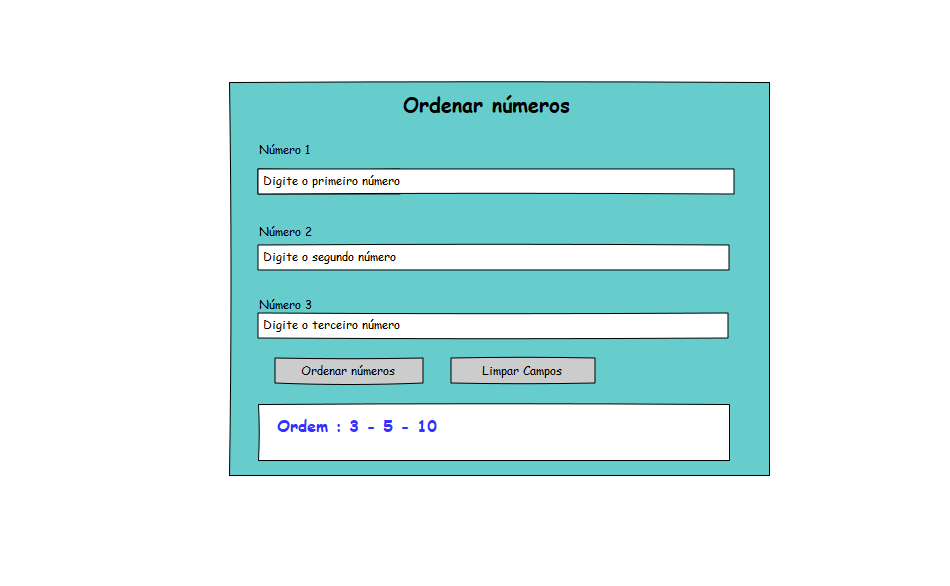 Ordenar números
Número 1
Digite o primeiro número
Número 2
Digite o segundo número
Número 3
Digite o terceiro número
Ordenar números
Limpar Campos
Ordem : 3 - 5 - 10